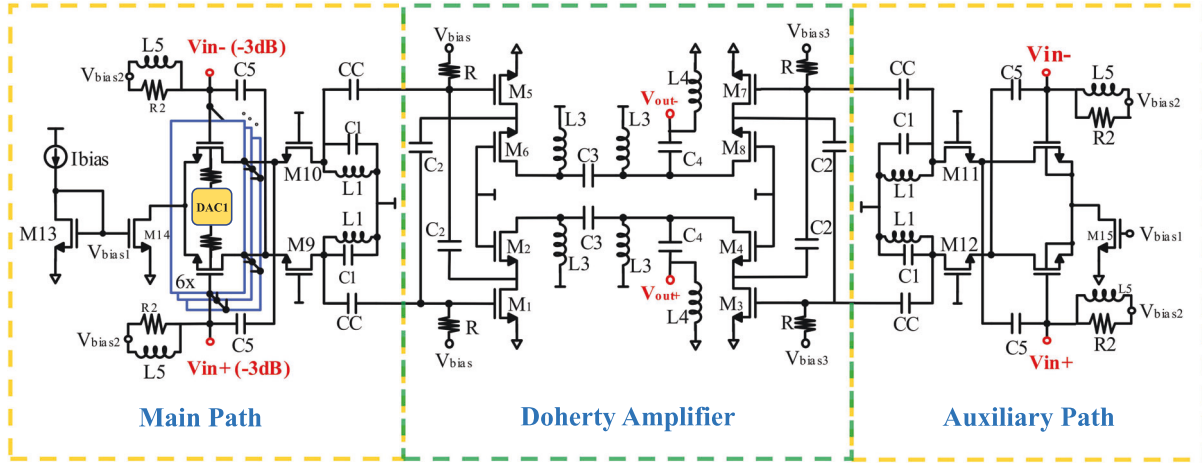 L5
Vin- (-3dB)
Vbias2
R2
C5
CC
Ibias
M10
C1
L1
DAC1
M13
Vbias1
M14
L1
M9
C1
6x
CC
R2
Vbias2
L5
C5
Vin+ (-3dB)
Main Path
Vbias
R
M5
L4
Vout-
Vbias3
R
M7
L3
L3
M6
C4
M8
C2
C3
C2
C2
M2
C3
C4
M4
C2
L3
L3
Vout+
M1
L4
M3
R
R
Vbias
Vbias3
Doherty Amplifier
Vin-
CC
C5
L5
Vbias2
R2
C1
M11
L1
L1
M12
C1
M15
Vbias1
CC
C5
L5
Vbias2
R2
Vin+
Auxiliary Path